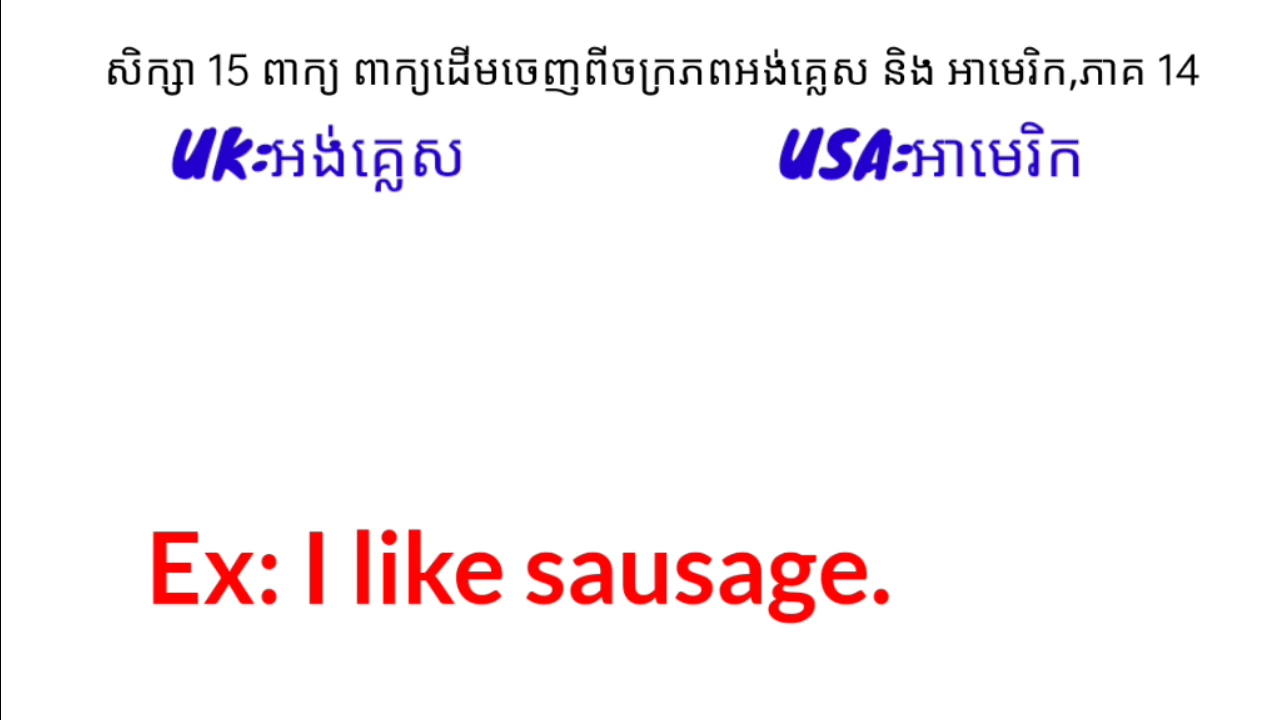 សិក្សា 15 ពាក្យ ពាក្យដើមចេញពីចក្រភពអង់គ្លេស និង អាមេរិក,ភាគ 14
UK:អង់គ្លេស USA:អាមេរិក
Ex: I like sausage.